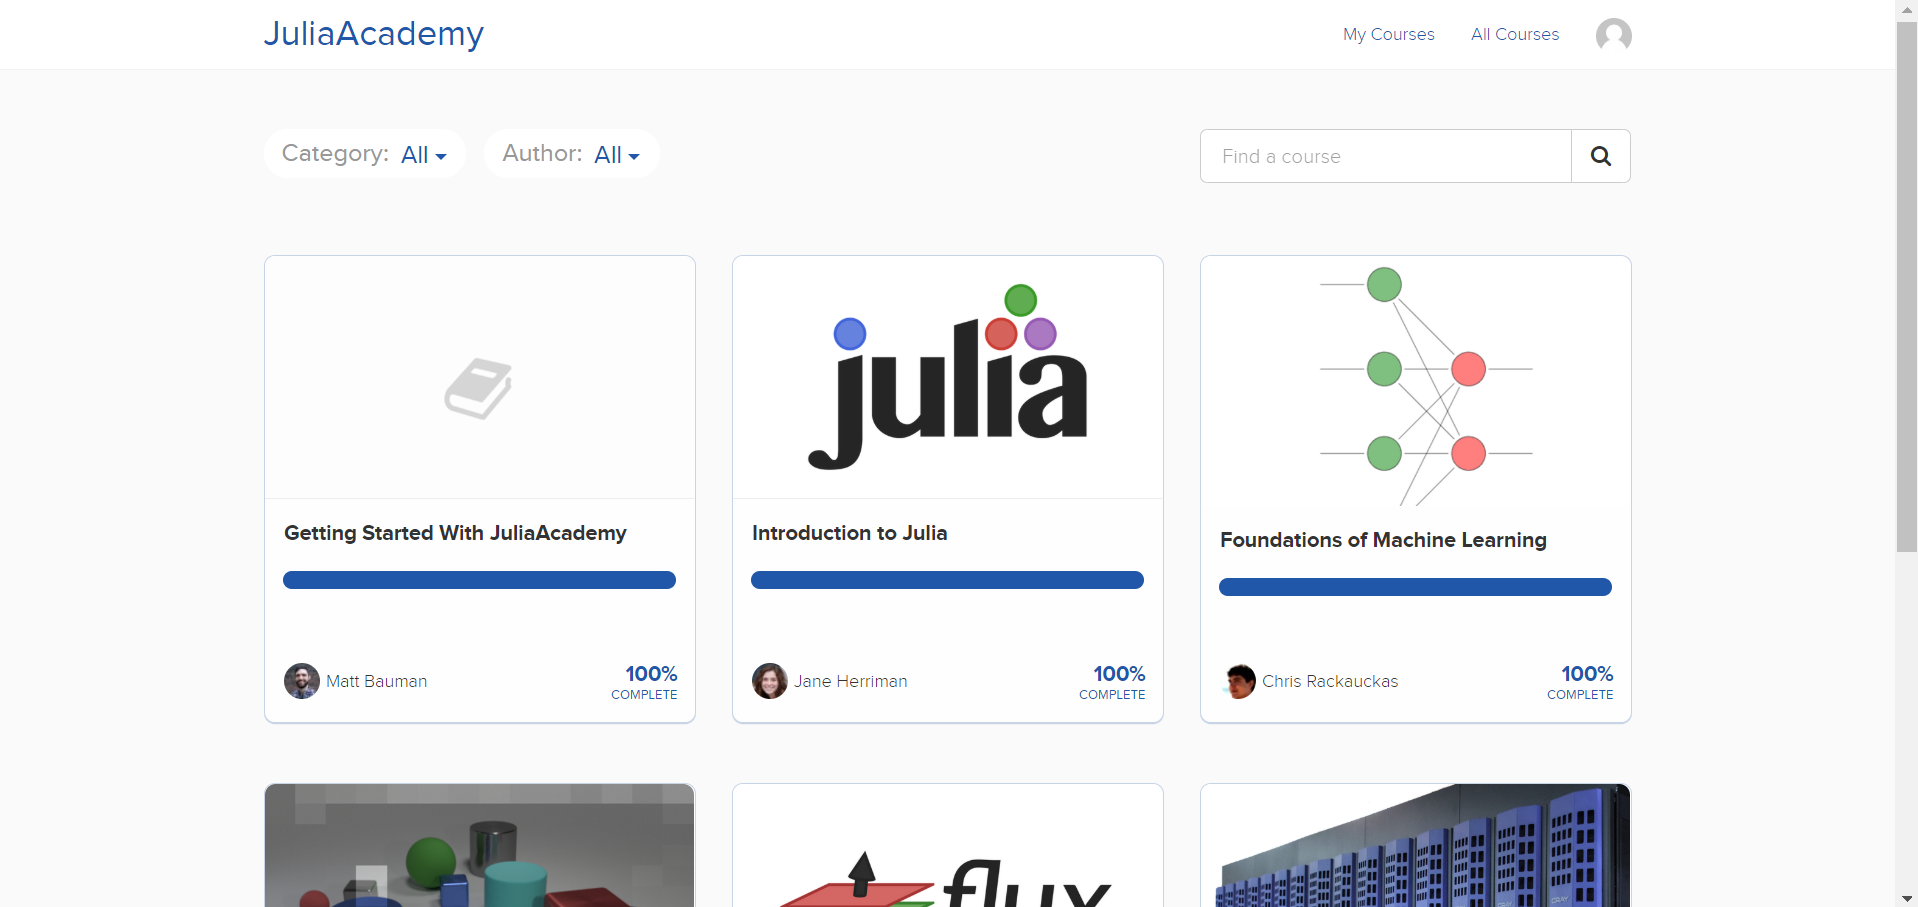 JuliaAcademy
My Courses
All Courses
Category: All
Author: All
Find a course
julia
Getting Started With JuliaAcademy
Matt Bauman
100%
COMPLETE
Introduction to Julia
Jane Herriman
100%
COMPLETE
Foundations of Machine Learning
Chris Rackauckas
100%
COMPLETE
flux
CRAY